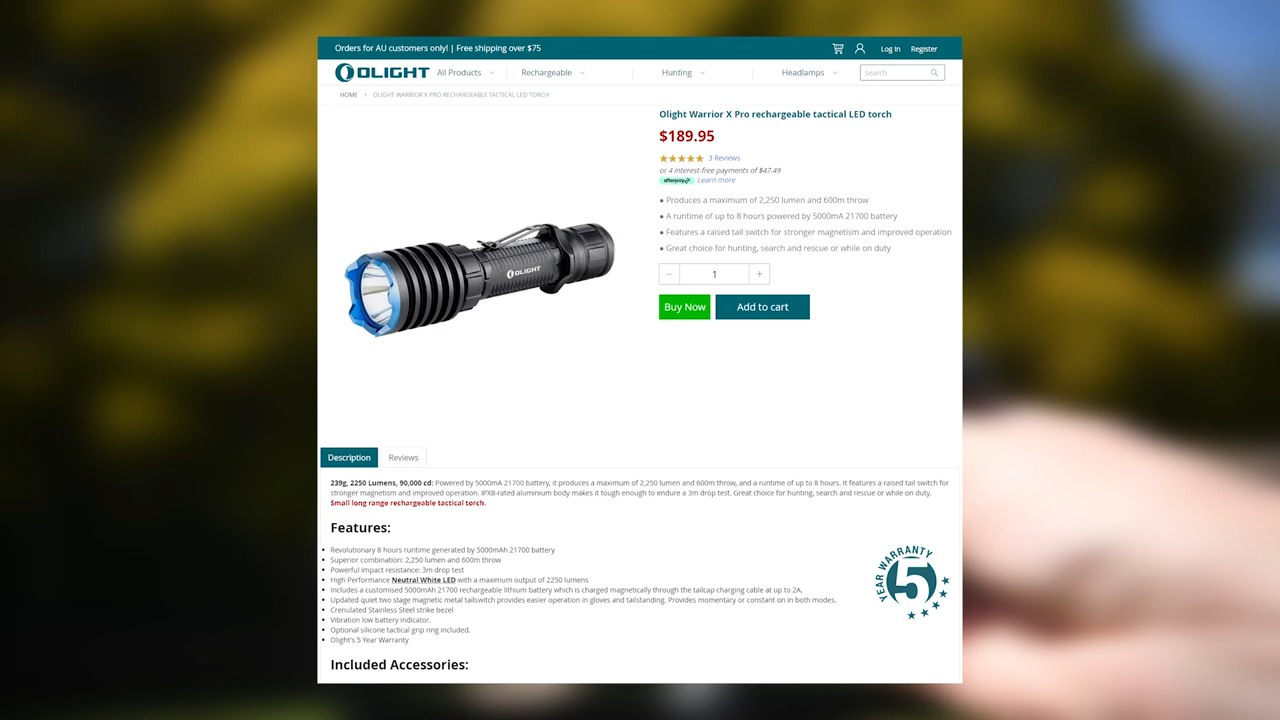 Orders for AU customers only! | Free shipping over $75
Log In Register
OLIGHT All Products Rechargeable Hunting Headlamps Search
HOME > OLIGHT WARRIOR X PRO RECHARGEABLE TACTICAL LED TORCH
Olight Warrior X Pro rechargeable tactical LED torch
$189.95
3 Reviews
or 4 interest-free payments of $47.49
afterpay Learn more
● Produces a maximum of 2,250 lumen and 600m throw
● A runtime of up to 8 hours powered by 5000mA 21700 battery
● Features a raised tail switch for stronger magnetism and improved operation
● Great choice for hunting, search and rescue or while on duty
− 1 +
Buy Now Add to cart
OLIGHT
Description Reviews
239g, 2250 Lumens, 90,000 cd: Powered by 5000mA 21700 battery, it produces a maximum of 2,250 lumen and 600m throw, and a runtime of up to 8 hours. It features a raised tail switch for
stronger magnetism and improved operation. IPX8-rated aluminium body makes it tough enough to endure a 3m drop test. Great choice for hunting, search and rescue or while on duty.
Small long range rechargeable tactical torch.
Features:
Revolutionary 8 hours runtime generated by 5000mAh 21700 battery
Superior combination: 2,250 lumen and 600m throw
Powerful impact resistance: 3m drop test
High Performance Neutral White LED with a maximum output of 2250 lumens
Includes a customised 5000mAh 21700 rechargeable lithium battery which is charged magnetically through the tailcap charging cable at up to 2A.
Updated quiet two stage magnetic metal tailswitch provides easier operation in gloves and tailstanding. Provides momentary or constant on in both modes.
Crenulated Stainless Steel strike bezel
Vibration low battery indicator.
Optional silicone tactical grip ring included.
Olight's 5 Year Warranty
5 YEAR WARRANTY
Included Accessories: